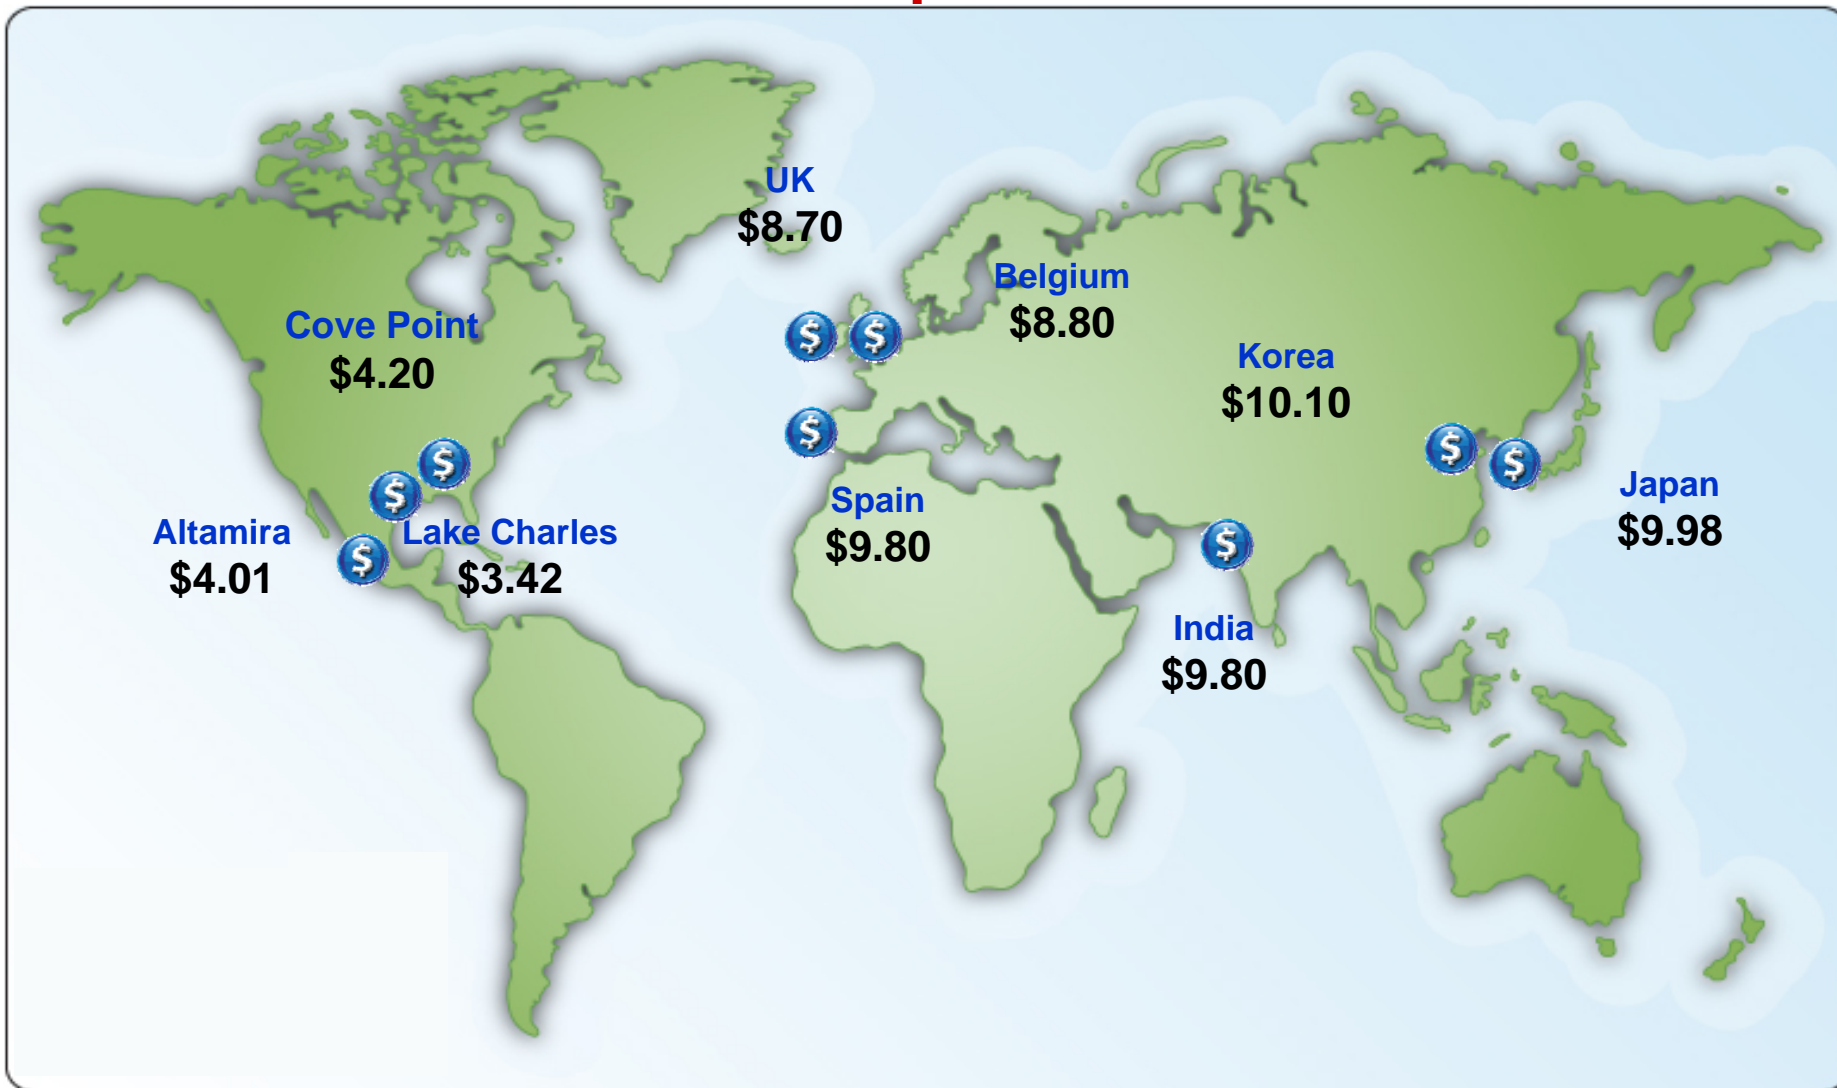 UK
$8.70
Belgium
$8.80
Cove Point
$4.20
Korea
$10.10
Altamira
$4.01
Lake Charles
$3.42
Spain
$9.80
Japan
$9.98
India
$9.80